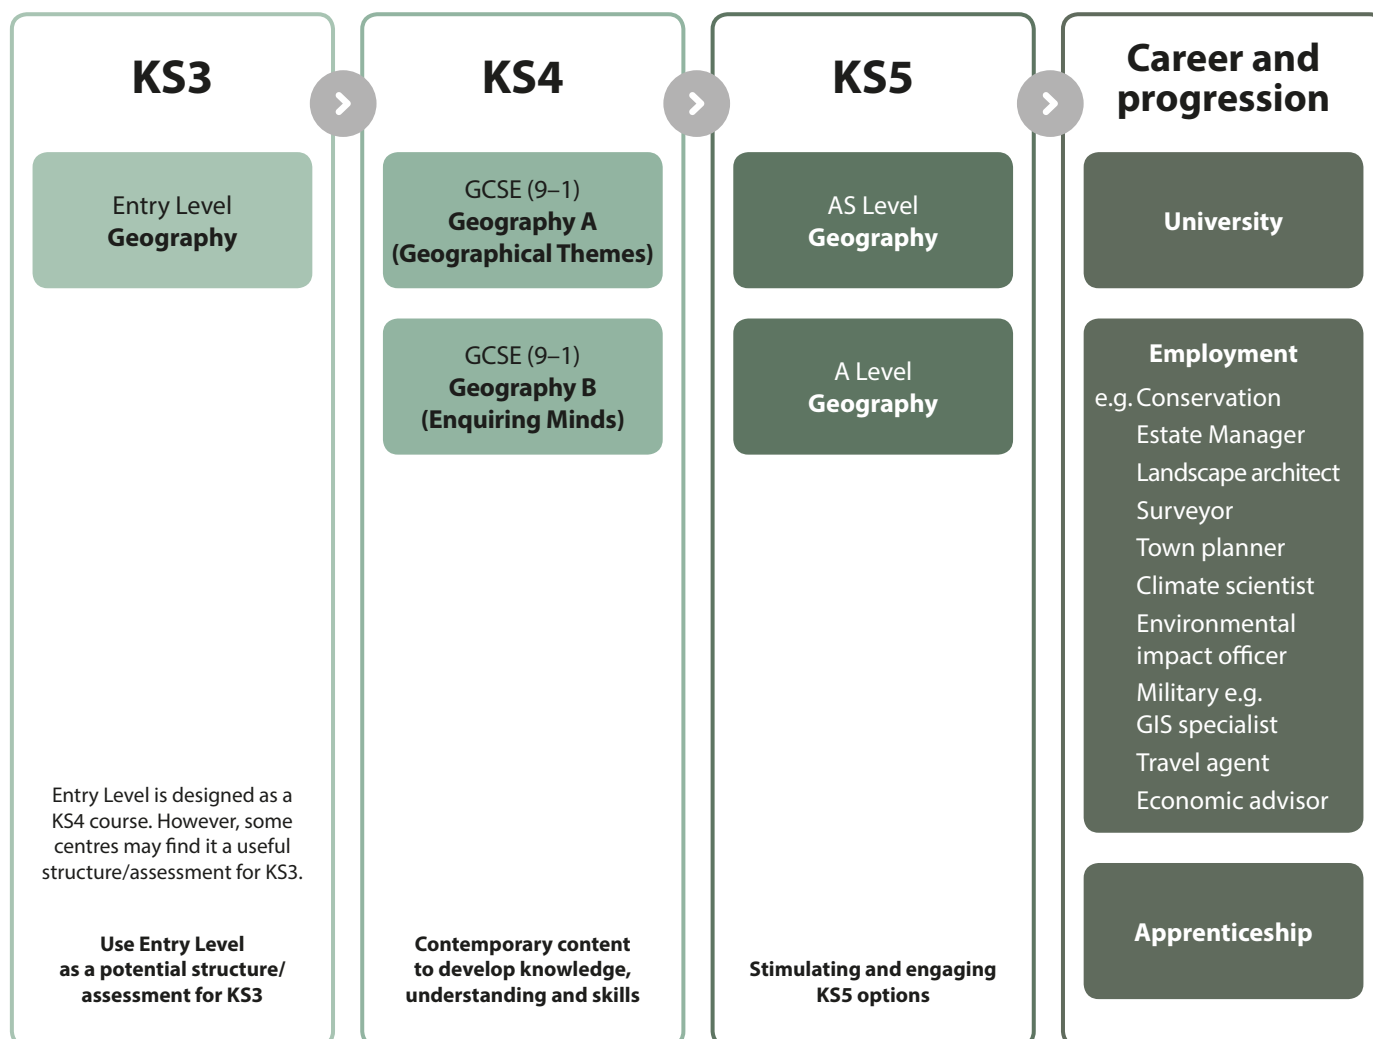 KS3
Entry Level
Geography
Entry Level is designed as a
KS4 course. However, some
centres may find it a useful
structure/assessment for KS3.
Use Entry Level
as a potential structure/
assessment for KS3
KS4
GCSE (9–1)
Geography A
(Geographical Themes)
GCSE (9–1)
Geography B
(Enquiring Minds)
Contemporary content
to develop knowledge,
understanding and skills
KS5
AS Level
Geography
A Level
Geography
Stimulating and engaging
KS5 options
Career and
progression
University
Employment
e.g. Conservation
Estate Manager
Landscape architect
Surveyor
Town planner
Climate scientist
Environmental
impact officer
Military e.g.
GIS specialist
Travel agent
Economic advisor
Apprenticeship